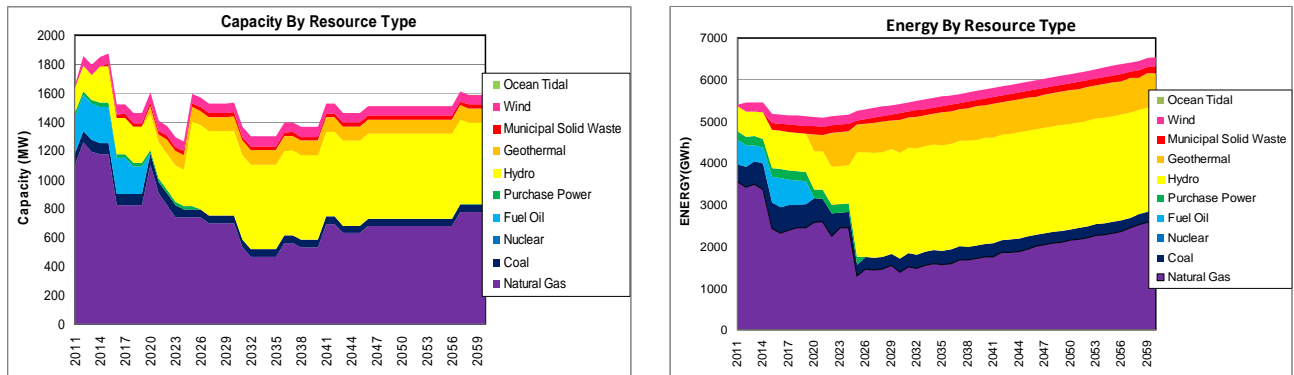 Capacity By Resource Type
Capacity (MW)
2000
1800
1600
1400
1200
1000
800
600
400
200
0
2011
2014
2017
2020
2023
2026
2029
2032
2035
2038
2041
2044
2047
2050
2053
2056
2059
Ocean Tidal
Wind
Municipal Solid Waste
Geothermal
Hydro
Purchase Power
Fuel Oil
Nuclear
Coal
Natural Gas
Energy By Resource Type
ENERGY(GWh)
7000
6000
5000
4000
3000
2000
1000
0
2011
2014
2017
2020
2023
2026
2029
2032
2035
2038
2041
2044
2047
2050
2053
2056
2059
Ocean Tidal
Wind
Municipal Solid Waste
Geothermal
Hydro
Purchase Power
Fuel Oil
Nuclear
Coal
Natural Gas